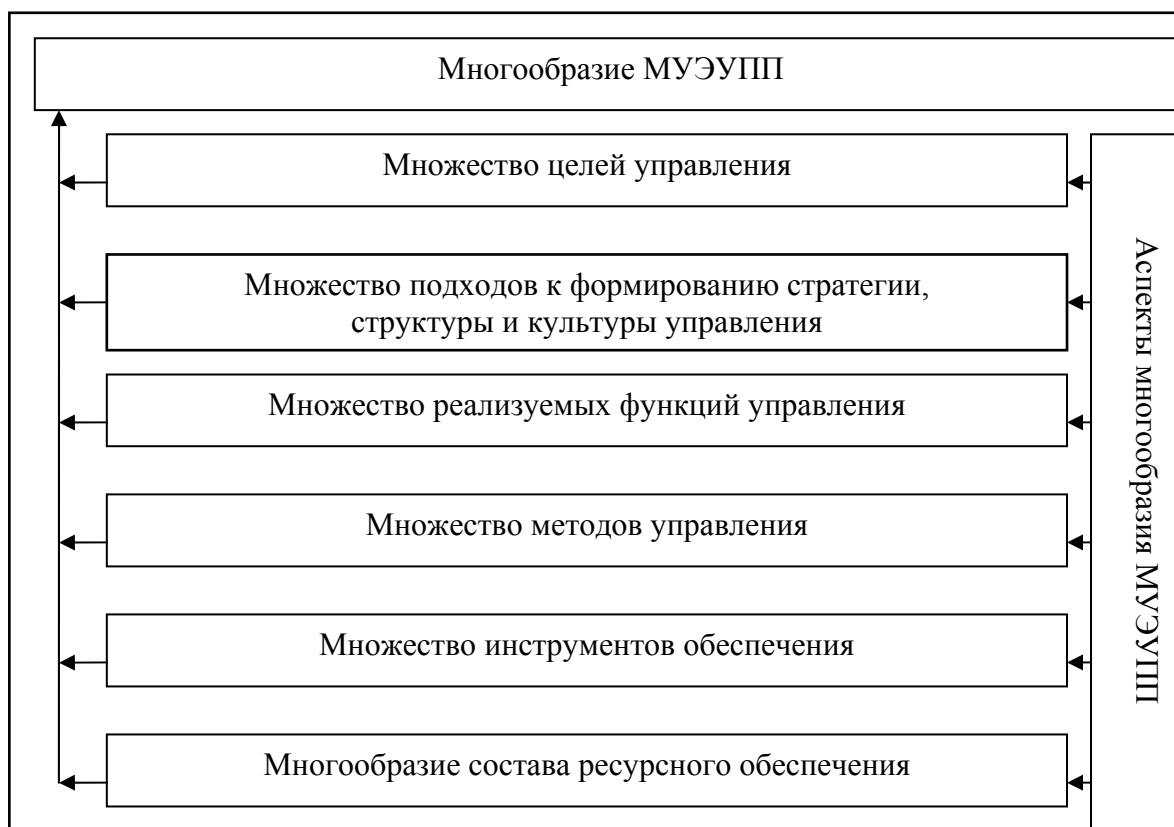 Многообразие МУЭУПП
Множество целей управления
Множество подходов к формированию стратегии,
структуры и культуры управления
Множество реализуемых функций управления
Множество методов управления
Множество инструментов обеспечения
Многообразие состава ресурсного обеспечения
Аспекты многообразия МУЭУПП